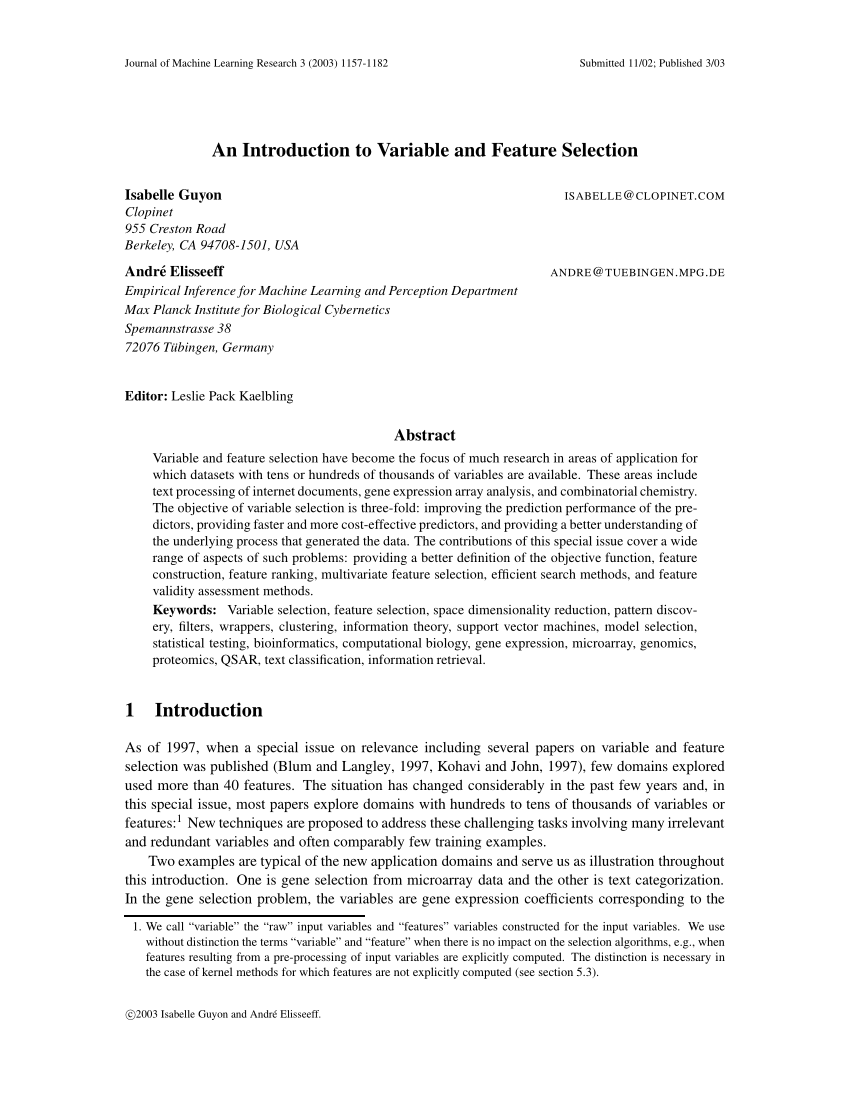 Journal of Machine Learning Research 3 (2003) 1157-1182 Submitted 11/02; Published 3/03
An Introduction to Variable and Feature Selection
Isabelle Guyon ISABELLE@CLOPINET.COM
Clopinet
955 Creston Road
Berkeley, CA 94708-1501, USA
André Elisseeff ANDRE@TUEBINGEN.MPG.DE
Empirical Inference for Machine Learning and Perception Department
Max Planck Institute for Biological Cybernetics
Spemannstrasse 38
72076 Tübingen, Germany
Editor: Leslie Pack Kaelbling
Abstract
Variable and feature selection have become the focus of much research in areas of application for
which datasets with tens or hundreds of thousands of variables are available. These areas include
text processing of internet documents, gene expression array analysis, and combinatorial chemistry.
The objective of variable selection is three-fold: improving the prediction performance of the pre-
dictors, providing faster and more cost-effective predictors, and providing a better understanding of
the underlying process that generated the data. The contributions of this special issue cover a wide
range of aspects of such problems: providing a better definition of the objective function, feature
construction, feature ranking, multivariate feature selection, efficient search methods, and feature
validity assessment methods.
Keywords: Variable selection, feature selection, space dimensionality reduction, pattern discov-
ery, filters, wrappers, clustering, information theory, support vector machines, model selection,
statistical testing, bioinformatics, computational biology, gene expression, microarray, genomics,
proteomics, QSAR, text classification, information retrieval.
1 Introduction
As of 1997, when a special issue on relevance including several papers on variable and feature
selection was published (Blum and Langley, 1997, Kohavi and John, 1997), few domains explored
used more than 40 features. The situation has changed considerably in the past few years and, in
this special issue, most papers explore domains with hundreds to tens of thousands of variables or
features:1 New techniques are proposed to address these challenging tasks involving many irrelevant
and redundant variables and often comparably few training examples.
Two examples are typical of the new application domains and serve us as illustration throughout
this introduction. One is gene selection from microarray data and the other is text categorization.
In the gene selection problem, the variables are gene expression coefficients corresponding to the
1. We call “variable” the “raw” input variables and “features” variables constructed for the input variables. We use
without distinction the terms “variable” and “feature” when there is no impact on the selection algorithms, e.g., when
features resulting from a pre-processing of input variables are explicitly computed. The distinction is necessary in
the case of kernel methods for which features are not explicitly computed (see section 5.3).
©2003 Isabelle Guyon and André Elisseeff.